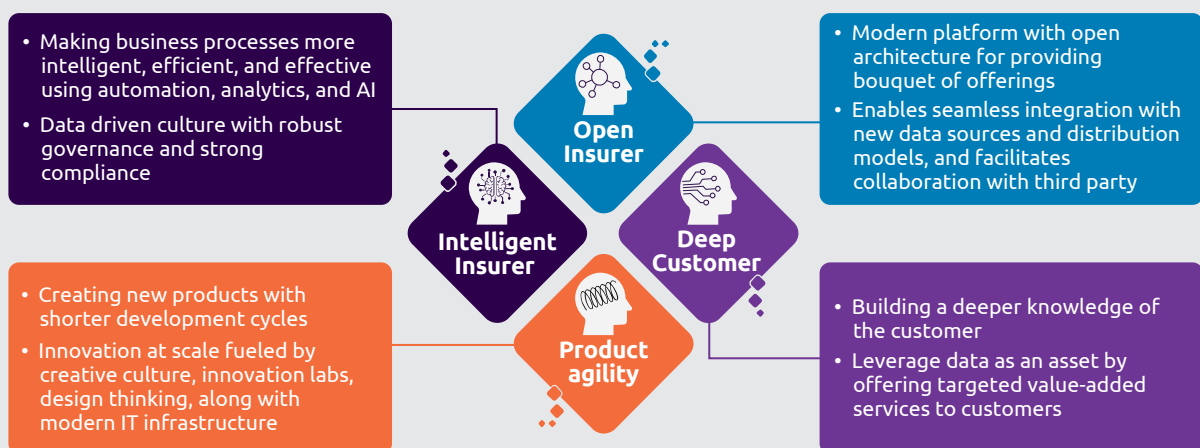 • Making business processes more
intelligent, efficient, and effective
using automation, analytics, and AI
• Data driven culture with robust
governance and strong
compliance
Open
Insurer
• Modern platform with open
architecture for providing
bouquet of offerings
• Enables seamless integration with
new data sources and distribution
models, and facilitates
collaboration with third party
Intelligent
Insurer
Deep
Customer
• Creating new products with
shorter development cycles
• Innovation at scale fueled by
creative culture, innovation labs,
design thinking, along with
modern IT infrastructure
Product
agility
• Building a deeper knowledge of
the customer
• Leverage data as an asset by
offering targeted value-added
services to customers